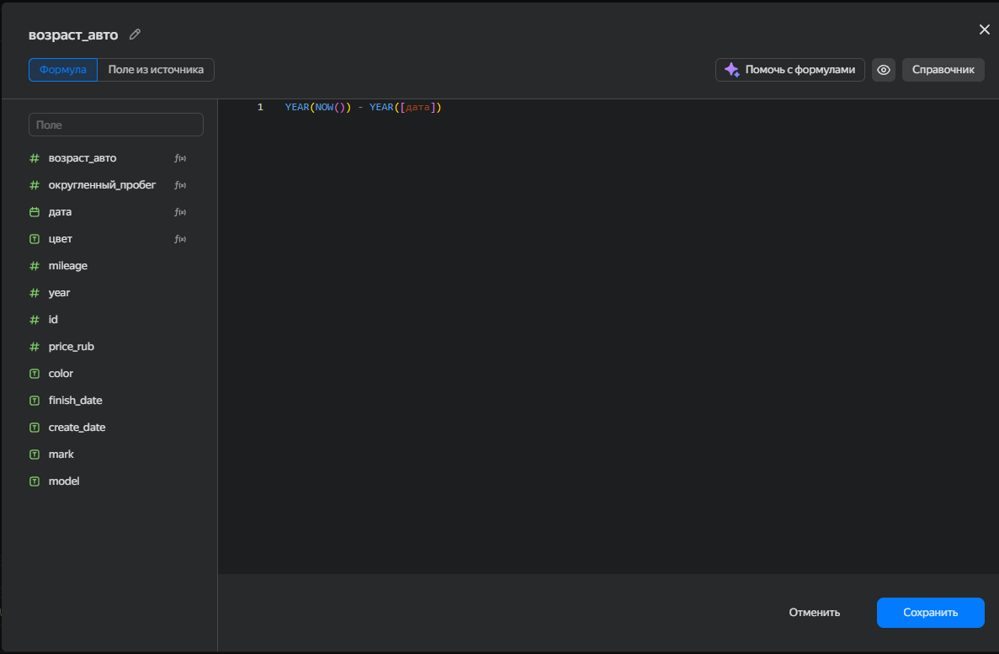 возраст_авто
Формула Поле из источника Помочь с формулами Справочник
1 YEAR(NOW()) - YEAR([дата])
Поле
возраст_авто f(x)
округленный_пробег f(x)
дата f(x)
цвет f(x)
mileage
year
id
price_rub
color
finish_date
create_date
mark
model
Отменить Сохранить